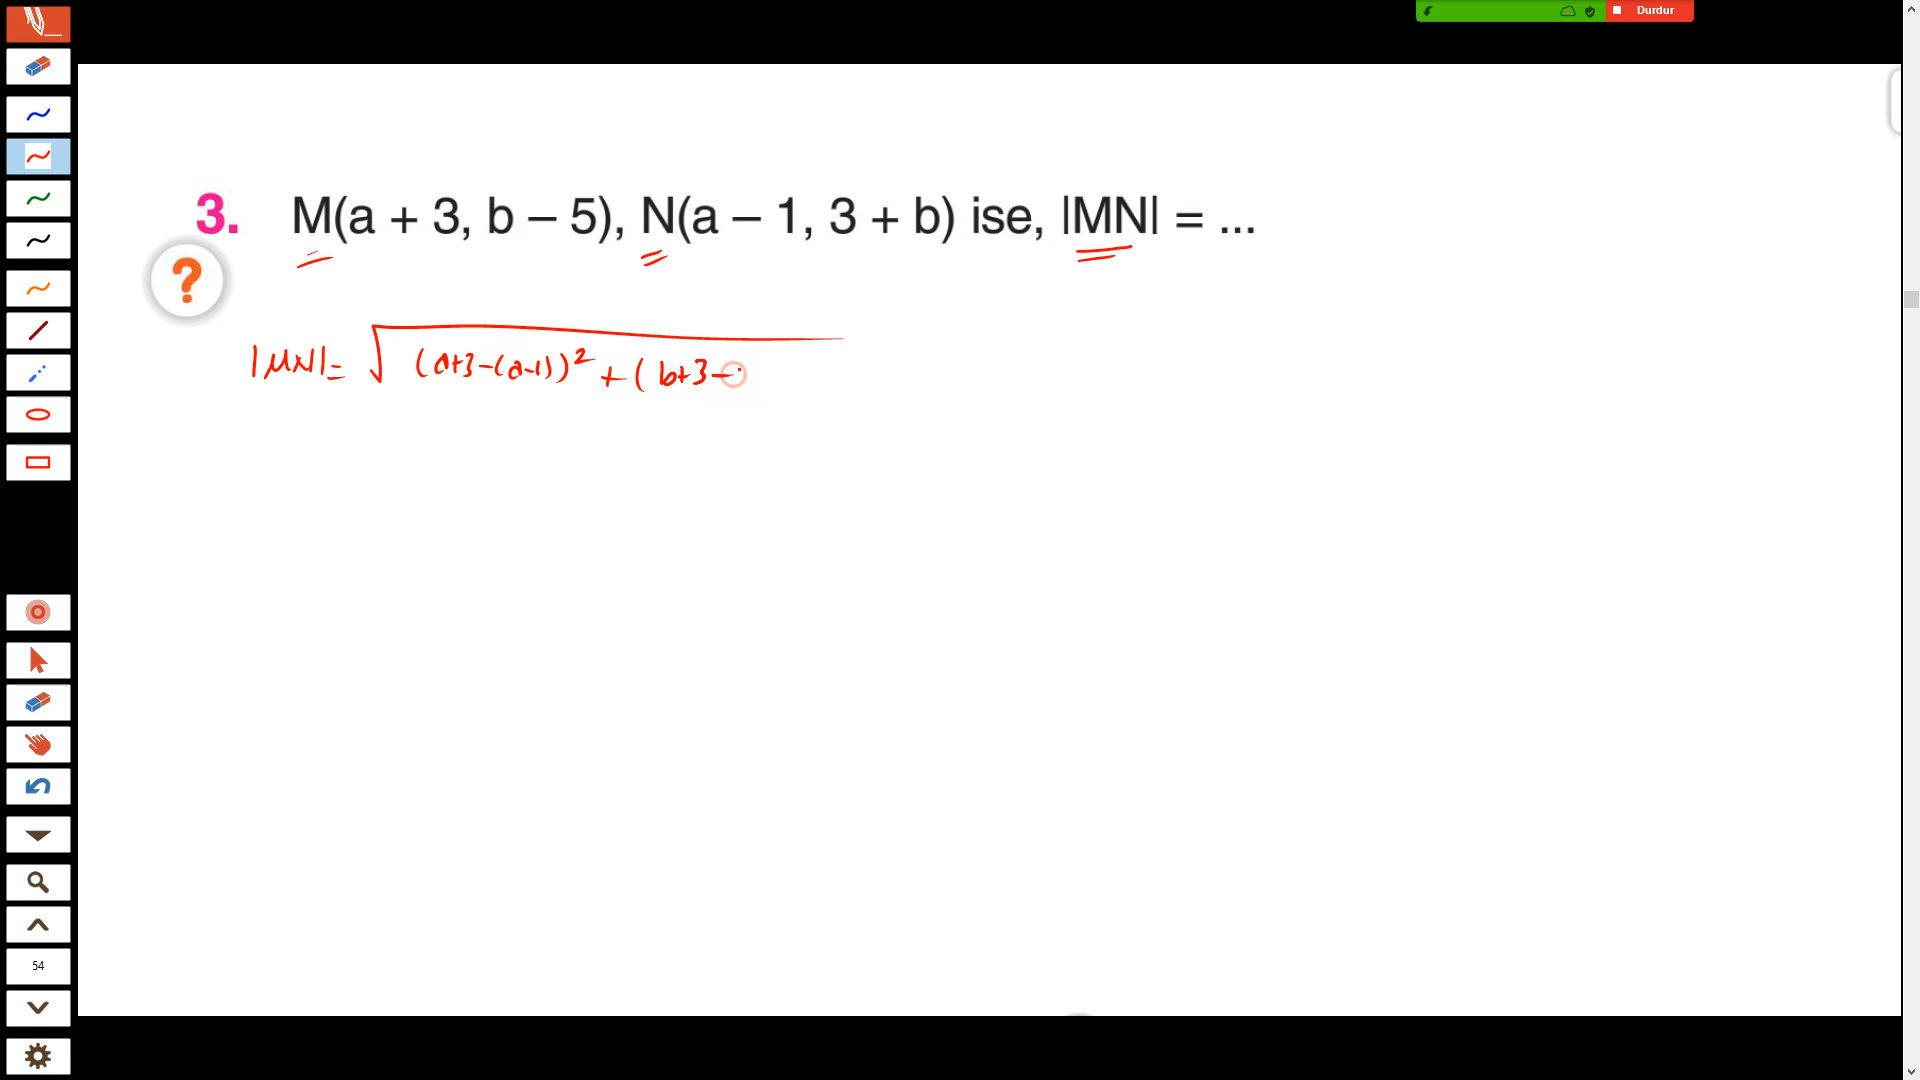 Durdur
3. M(a + 3, b – 5), N(a – 1, 3 + b) ise, |MN| = ...
?
|MN| = √(a+3-(a-1))² + (b+3-
54